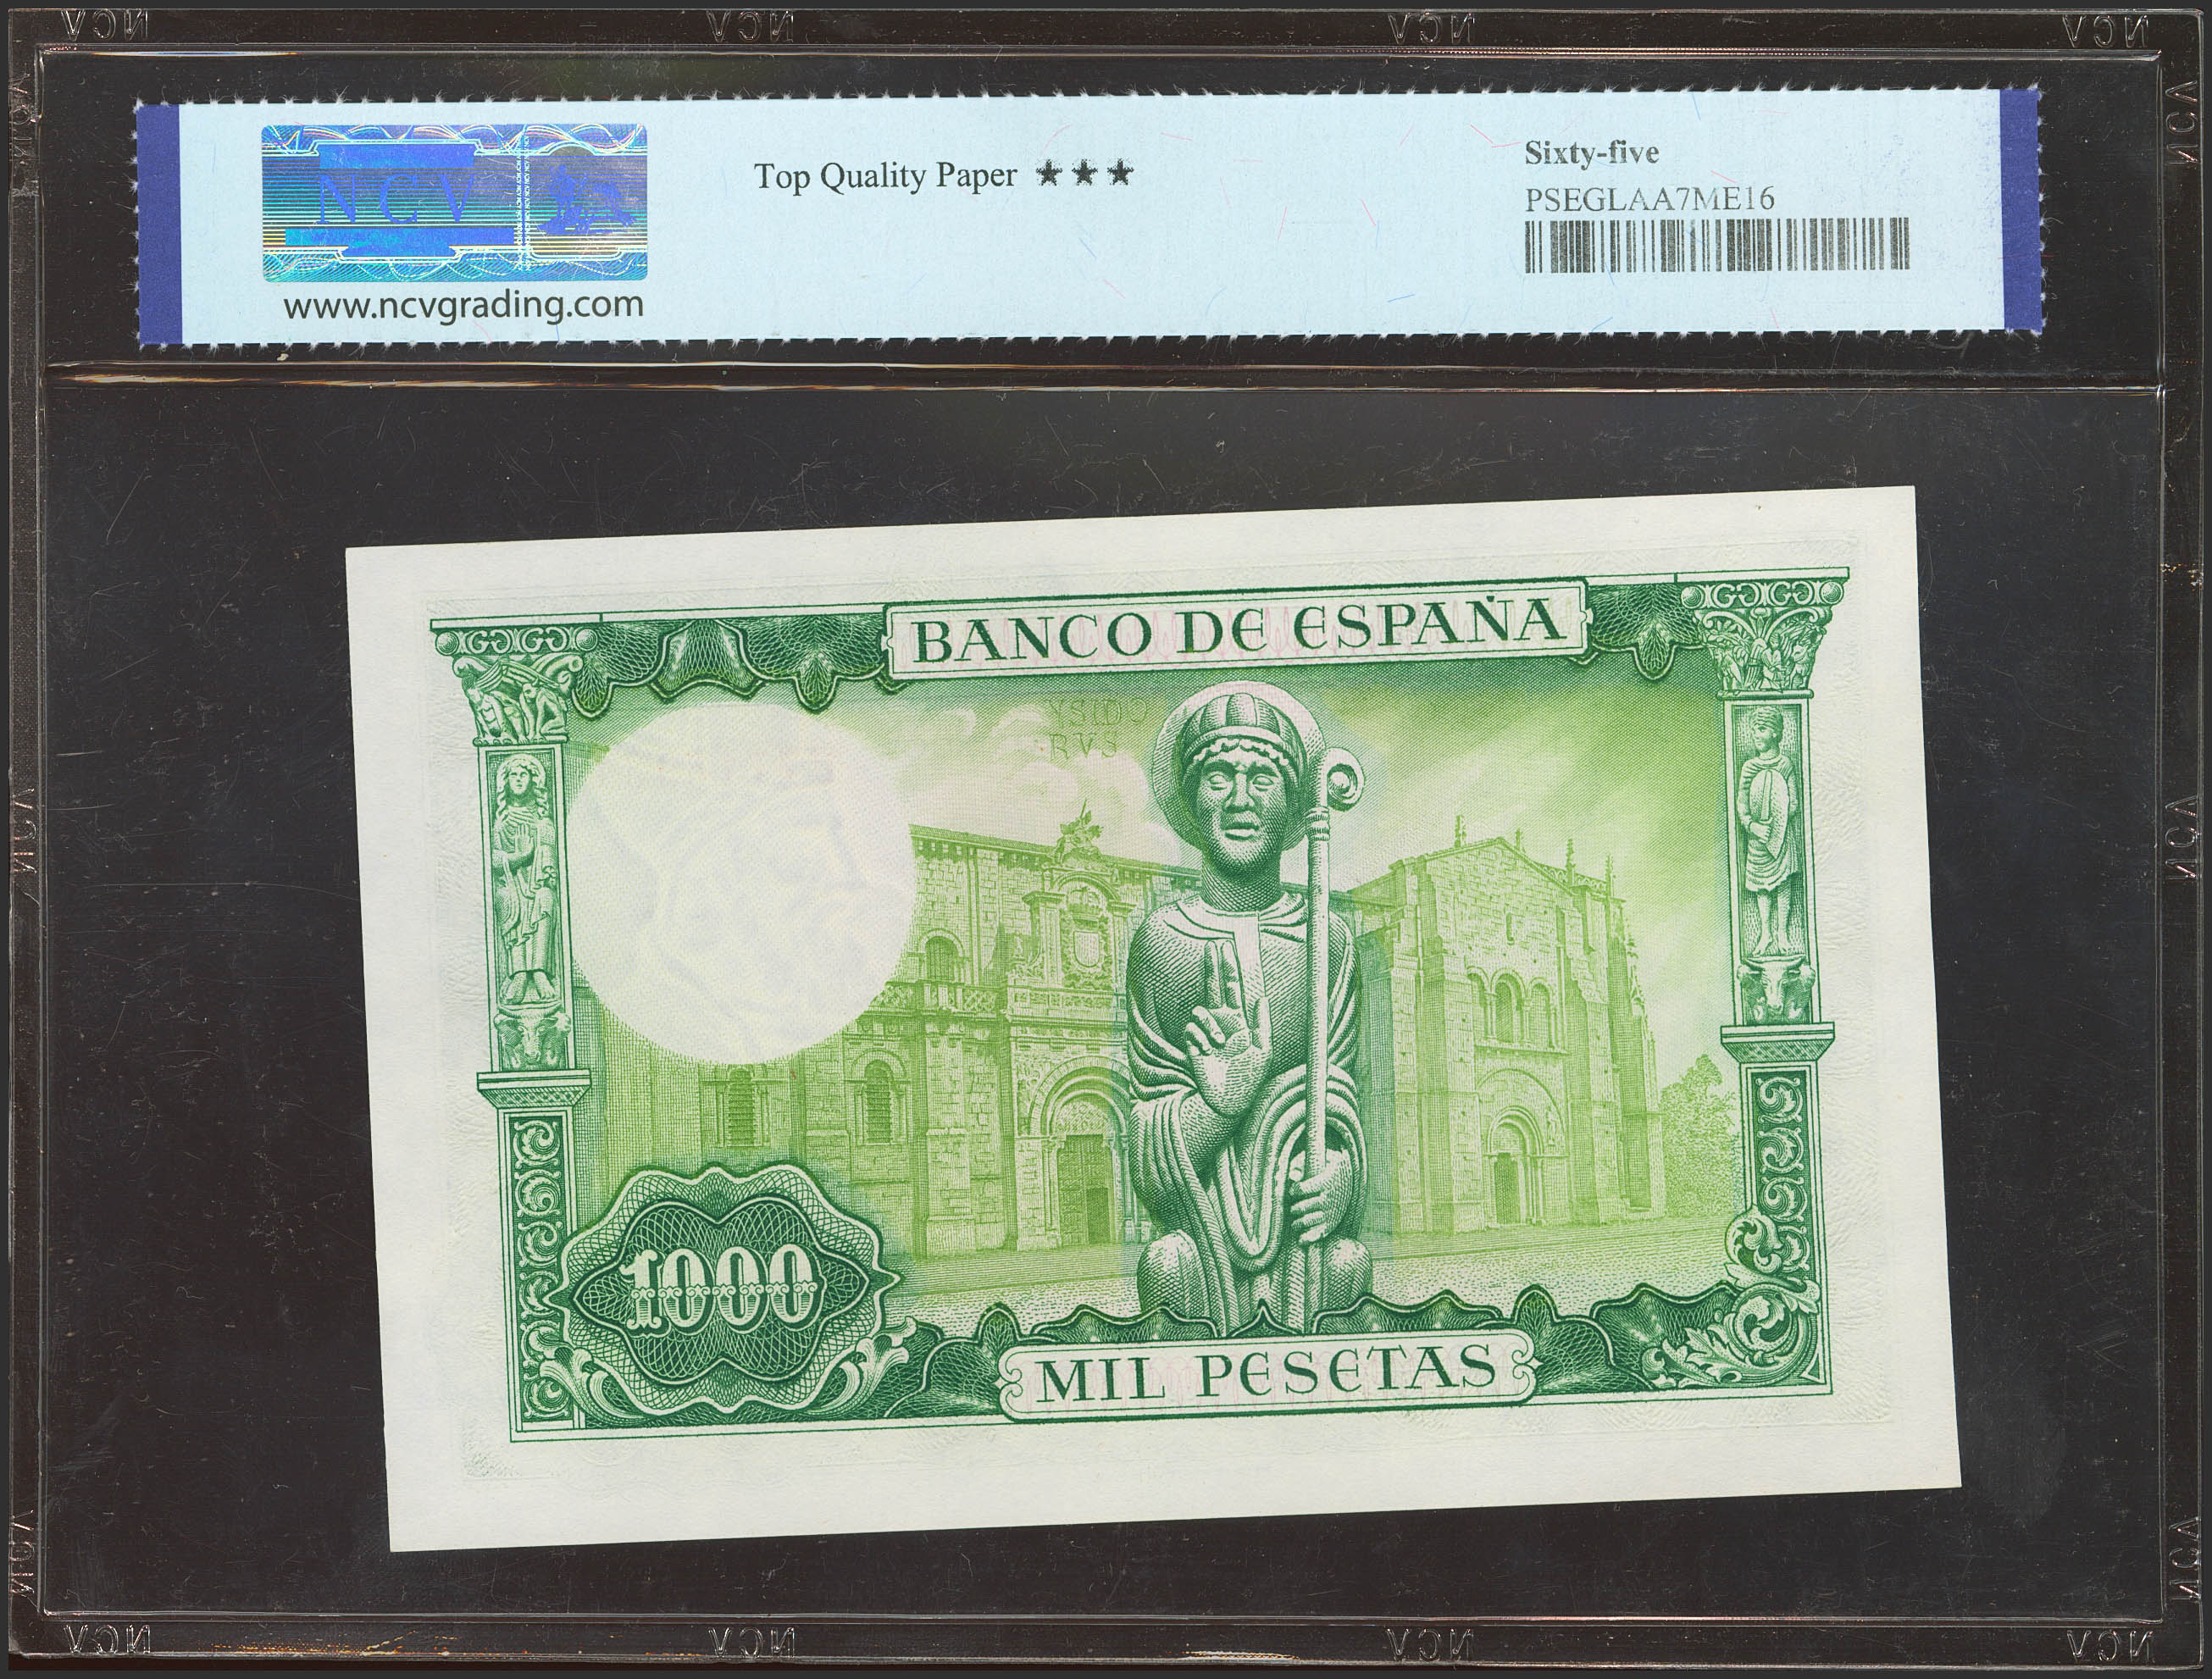 NCV
www.ncvgrading.com
Top Quality Paper ★★★
Sixty-five
PSEGLAA7ME16
BANCO DE ESPAÑA
YSIDO
RVS
1000
MIL PESETAS